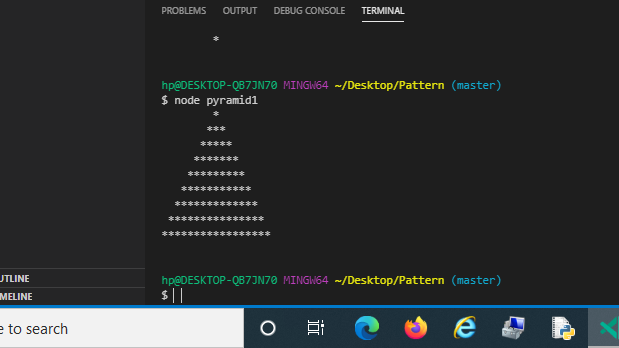 PROBLEMS OUTPUT DEBUG CONSOLE TERMINAL
*
hp@DESKTOP-QB7JN70 MINGW64 ~/Desktop/Pattern (master)
$ node pyramid1
        *
       ***
      *****
     *******
    *********
   ***********
  *************
 ***************
*****************
hp@DESKTOP-QB7JN70 MINGW64 ~/Desktop/Pattern (master)
$
UTLINE
MELINE
e to search